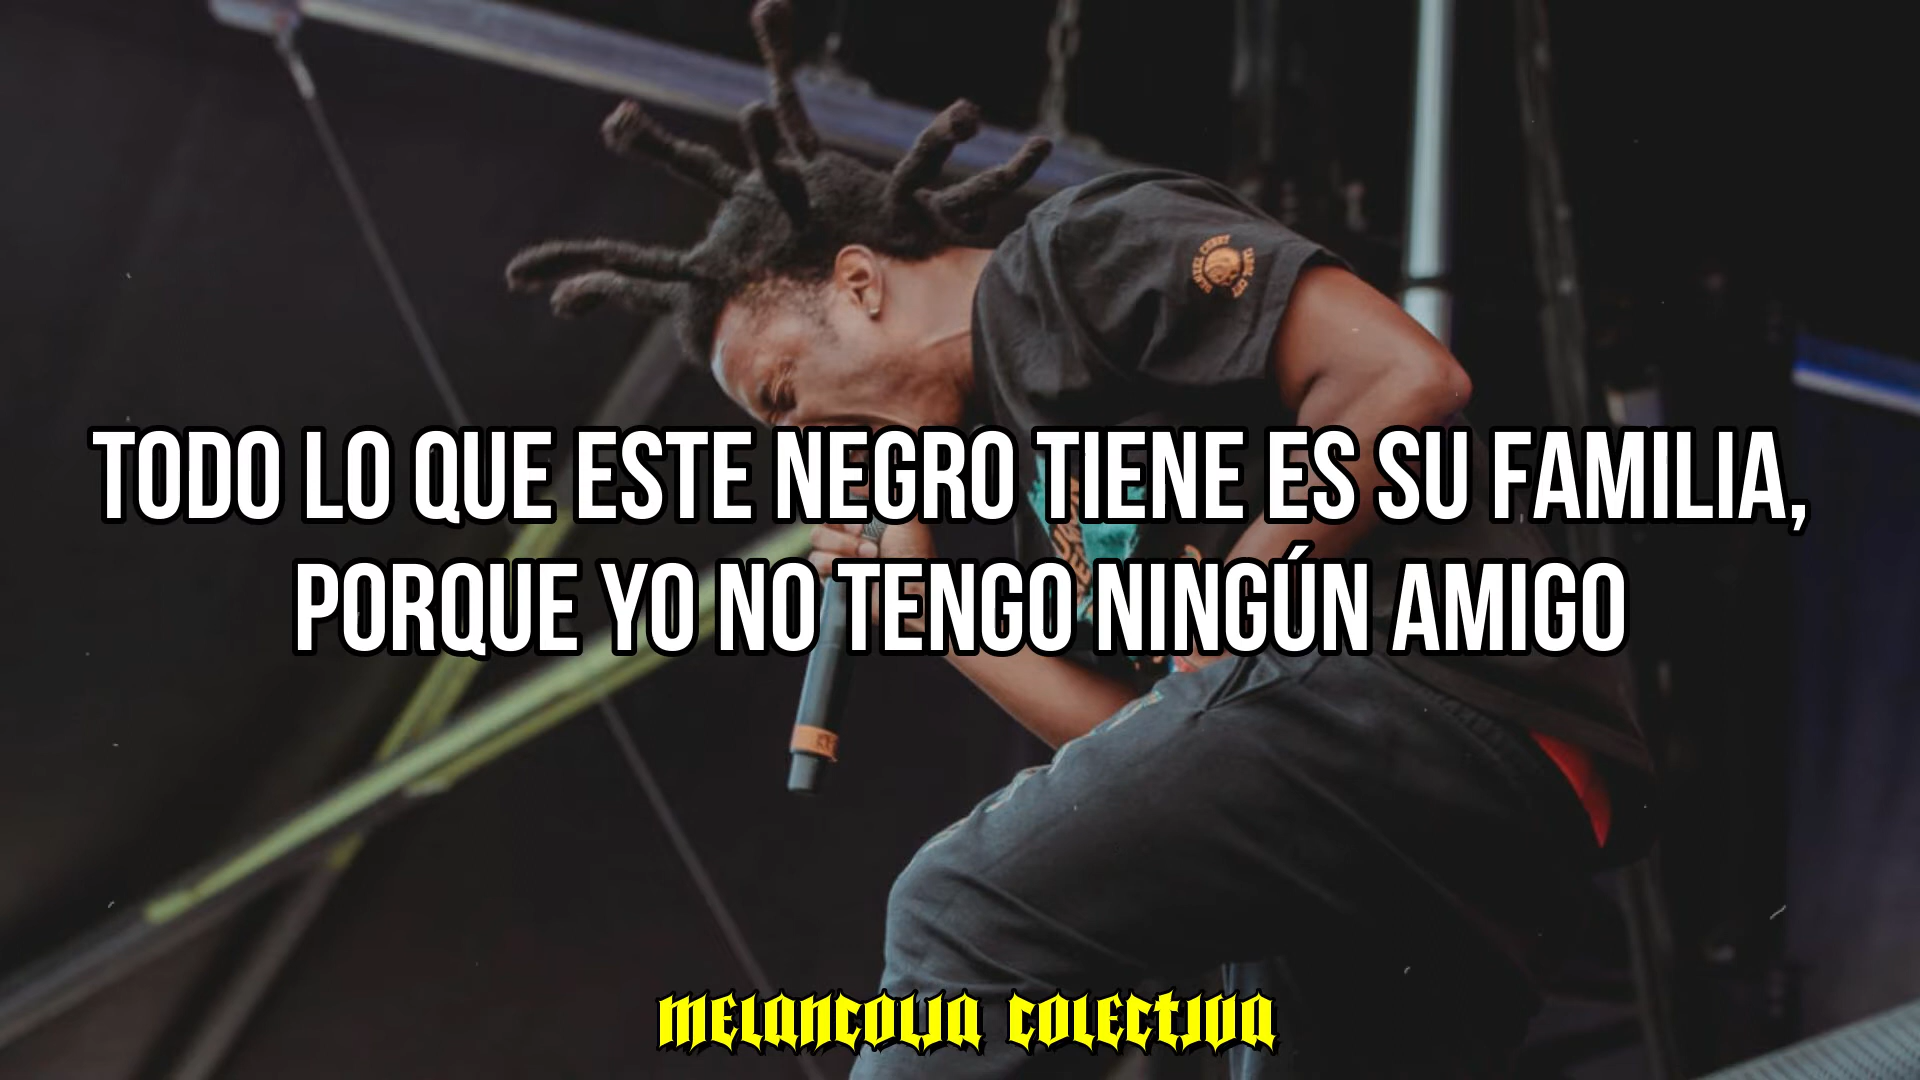 TODO LO QUE ESTE NEGRO TIENE ES SU FAMILIA,
PORQUE YO NO TENGO NINGÚN AMIGO
MELANCOLIA COLECTIVA